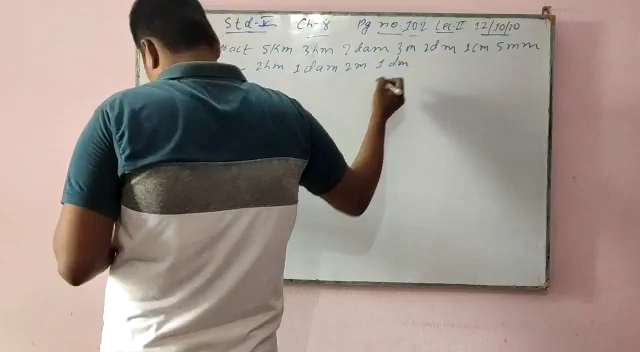 Std-V Ch-8 Pg no. 102 Lec-II 12/10/20
act 5km 3hm 2dam 3m 2dm 1cm 5mm
2hm 1dam 2m 1dm